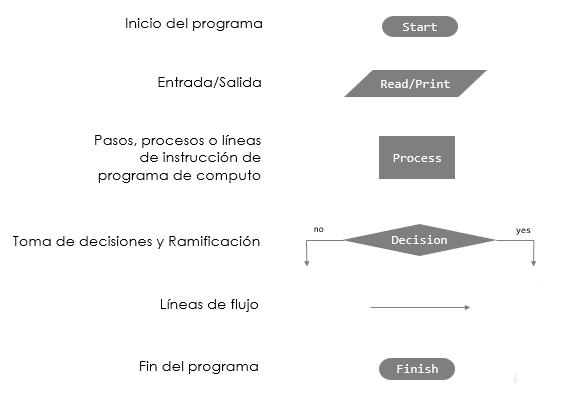 Inicio del programa
Start
Entrada/Salida
Read/Print
Pasos, procesos o líneas
de instrucción de
programa de computo
Process
Toma de decisiones y Ramificación
no
Decision
yes
Líneas de flujo
Fin del programa
Finish